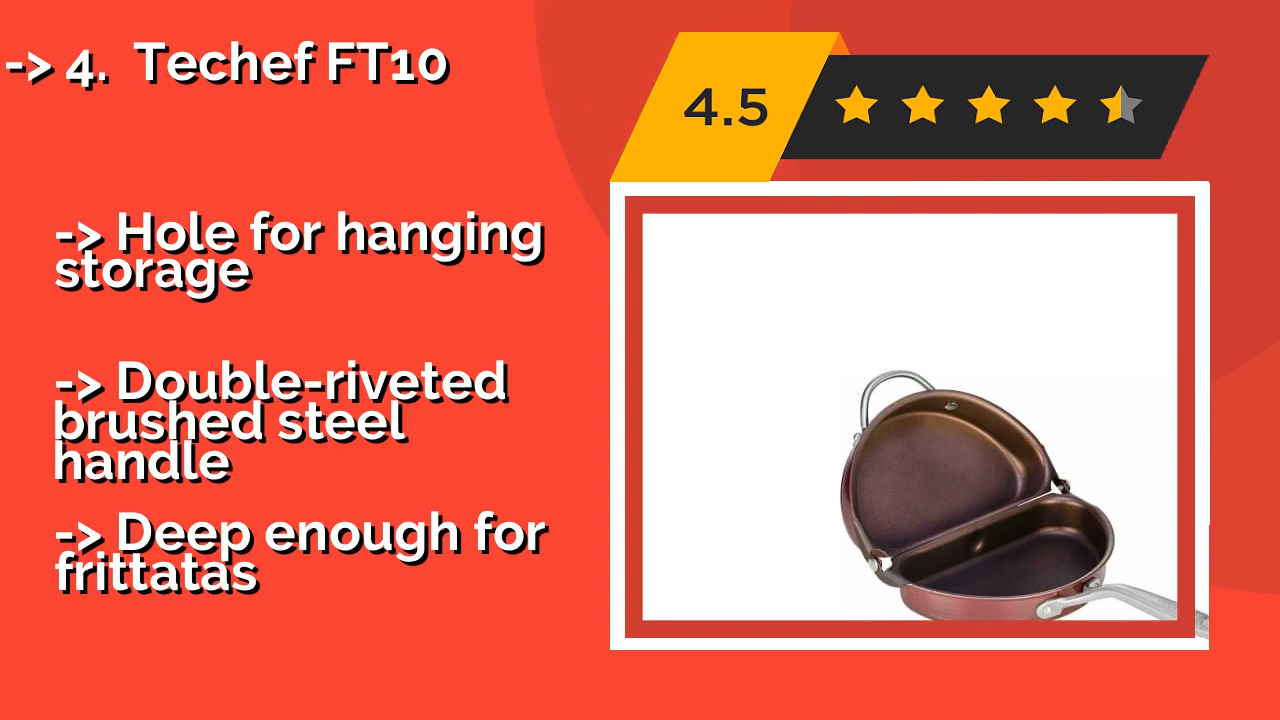 -> 4.  Techef FT10
4.5
-> Hole for hanging
storage
-> Double-riveted
brushed steel
handle
-> Deep enough for
frittatas